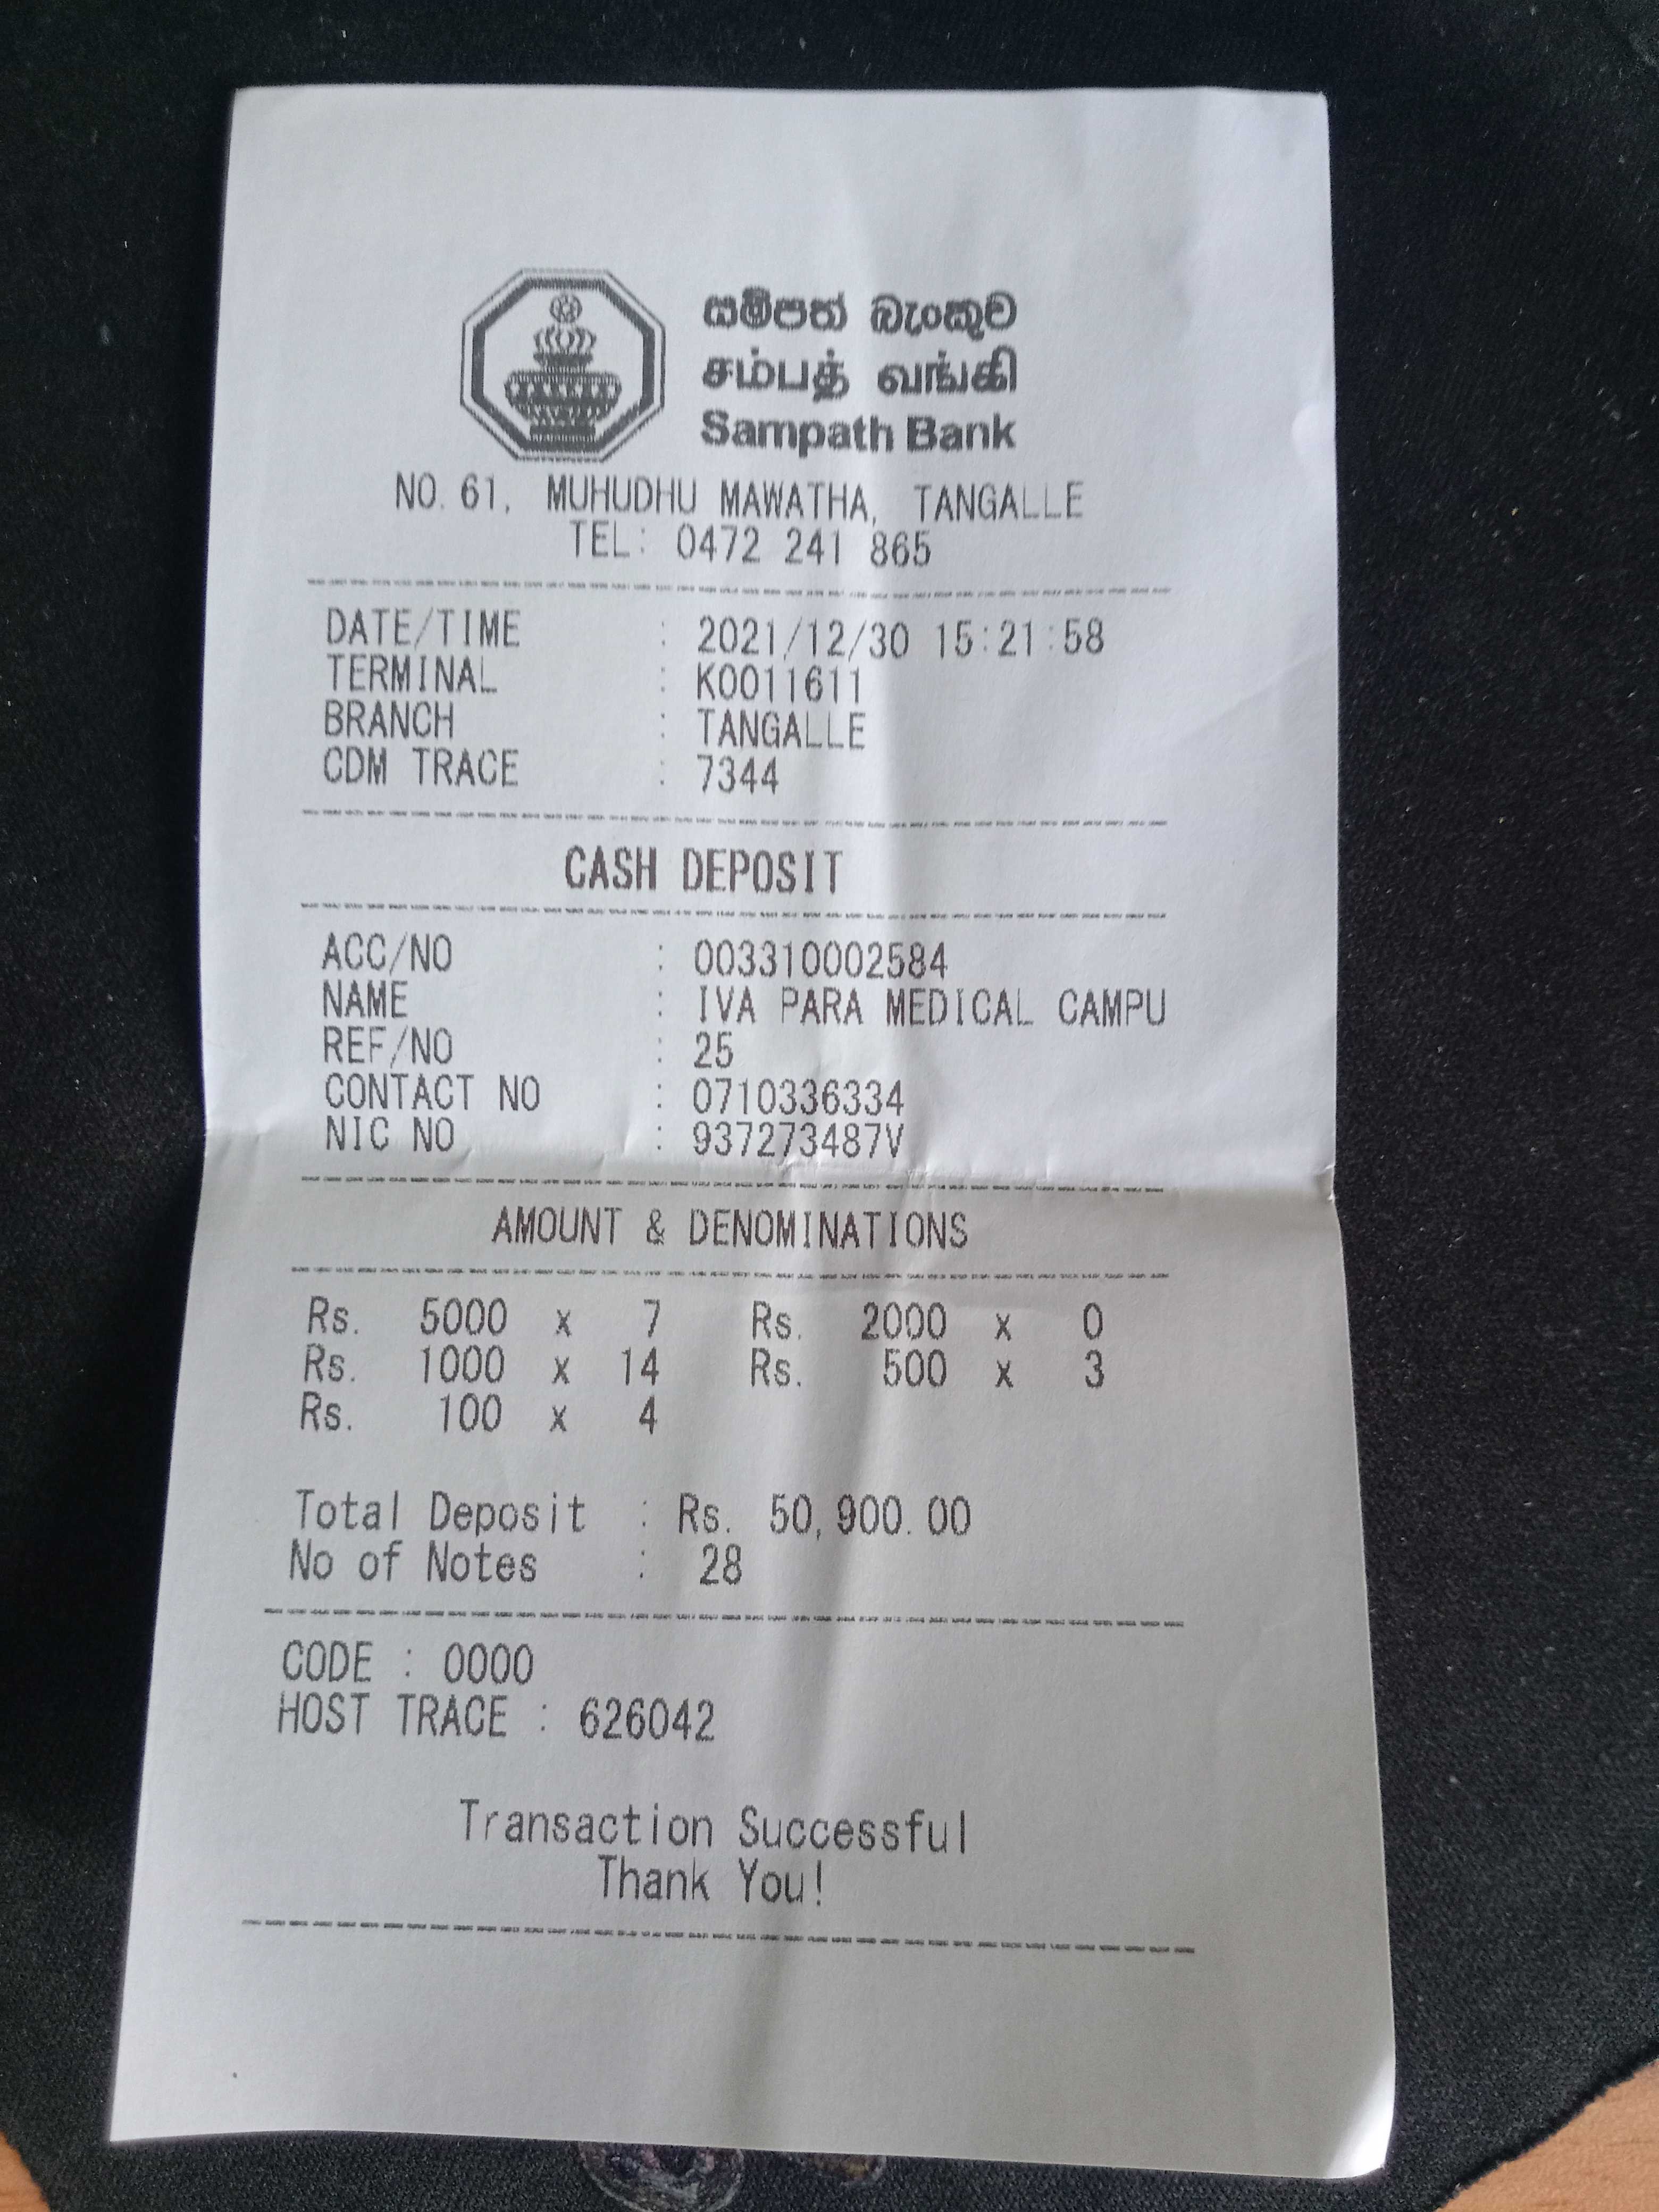 සම්පත් බැංකුව
சம்பத் வங்கி
Sampath Bank
NO. 61, MUHUDHU MAWATHA, TANGALLE
TEL: 0472 241 865
DATE/TIME : 2021/12/30 15:21:58
TERMINAL : K0011611
BRANCH : TANGALLE
CDM TRACE : 7344
CASH DEPOSIT
ACC/NO : 003310002584
NAME : IVA PARA MEDICAL CAMPU
REF/NO : 25
CONTACT NO : 0710336334
NIC NO : 937273487V
AMOUNT & DENOMINATIONS
Rs. 5000 x 7 Rs. 2000 x 0
Rs. 1000 x 14 Rs. 500 x 3
Rs. 100 x 4
Total Deposit : Rs. 50,900.00
No of Notes : 28
CODE : 0000
HOST TRACE : 626042
Transaction Successful
Thank You!